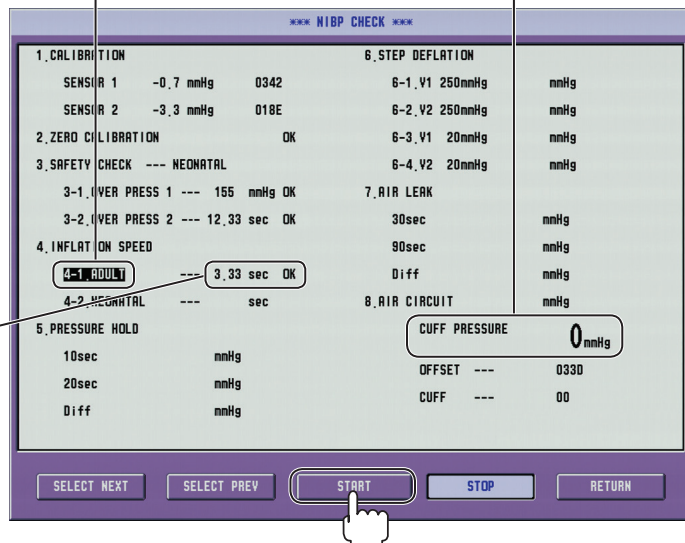 *** NIBP CHECK ***
1.CALIBRATION
SENSOR 1 -0.7 mmHg 0342
SENSOR 2 -3.3 mmHg 018E
2.ZERO CALIBRATION OK
3.SAFETY CHECK --- NEONATAL
3-1.OVER PRESS 1 --- 155 mmHg OK
3-2.OVER PRESS 2 --- 12.33 sec OK
4.INFLATION SPEED
4-1.ADULT --- 3.33 sec OK
4-2.NEONATAL --- sec
5.PRESSURE HOLD
10sec mmHg
20sec mmHg
Diff mmHg
6.STEP DEFLATION
6-1.V1 250mmHg mmHg
6-2.V2 250mmHg mmHg
6-3.V1 20mmHg mmHg
6-4.V2 20mmHg mmHg
7.AIR LEAK
30sec mmHg
90sec mmHg
Diff mmHg
8.AIR CIRCUIT mmHg
CUFF PRESSURE 0 mmHg
OFFSET --- 033D
CUFF --- 00
SELECT NEXT SELECT PREV START STOP RETURN